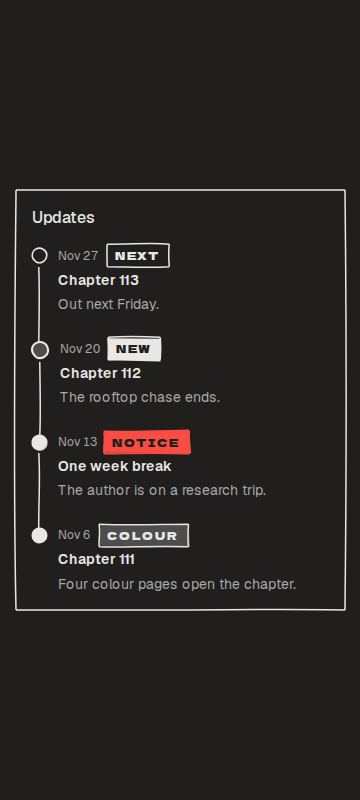 Updates
Nov 27 NEXT
Chapter 113
Out next Friday.
Nov 20 NEW
Chapter 112
The rooftop chase ends.
Nov 13 NOTICE
One week break
The author is on a research trip.
Nov 6 COLOUR
Chapter 111
Four colour pages open the chapter.